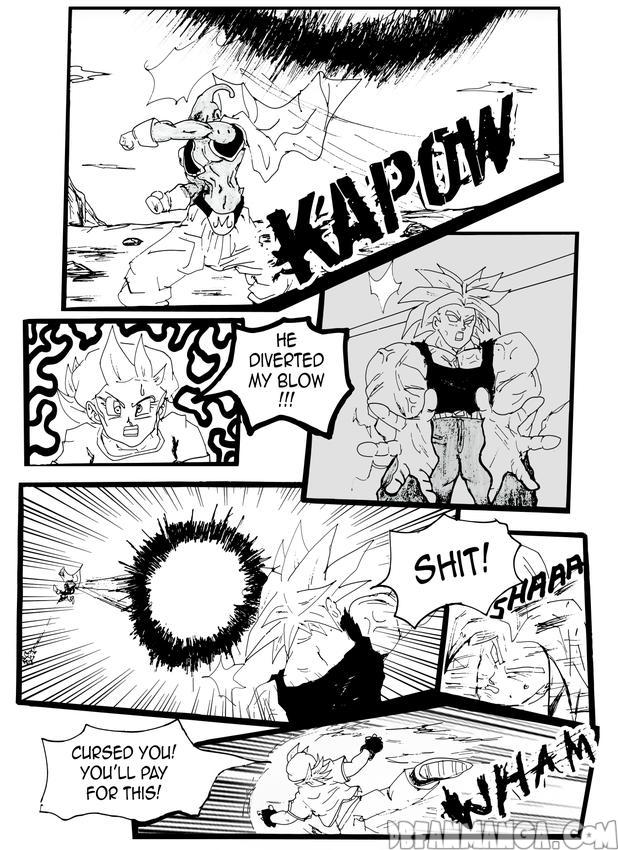 KAPOW
HE
DIVERTED
MY BLOW
!!!
SHIT!
SHAAA
CURSED YOU!
YOU'LL PAY
FOR THIS!
WHAM
DBFANMANGA.COM